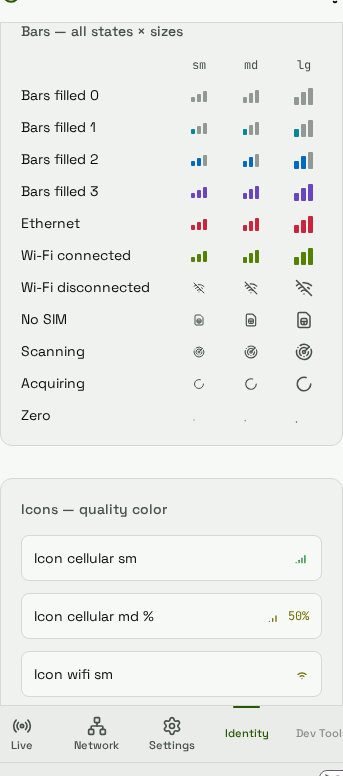 Bars — all states × sizes
sm md lg
Bars filled 0
Bars filled 1
Bars filled 2
Bars filled 3
Ethernet
Wi-Fi connected
Wi-Fi disconnected
No SIM
Scanning
Acquiring
Zero
Icons — quality color
Icon cellular sm
Icon cellular md % 50%
Icon wifi sm
Live Network Settings Identity Dev Tools